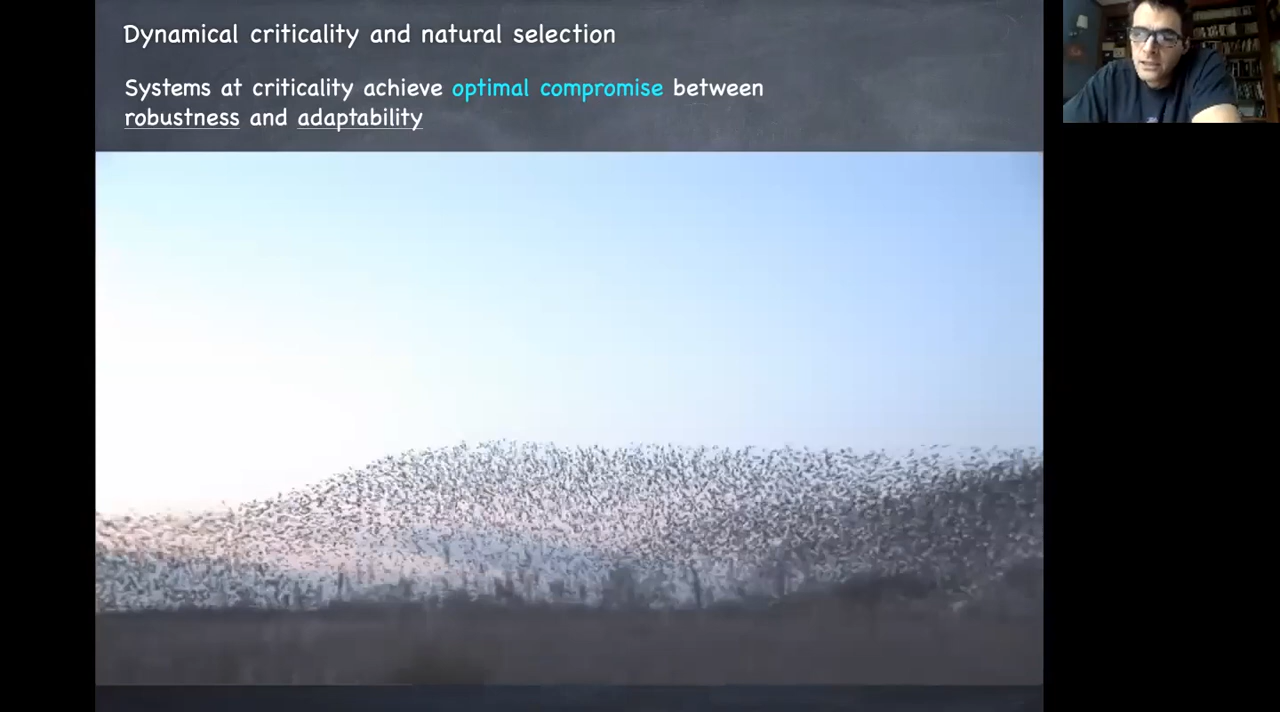 Dynamical criticality and natural selection
Systems at criticality achieve optimal compromise between
robustness and adaptability